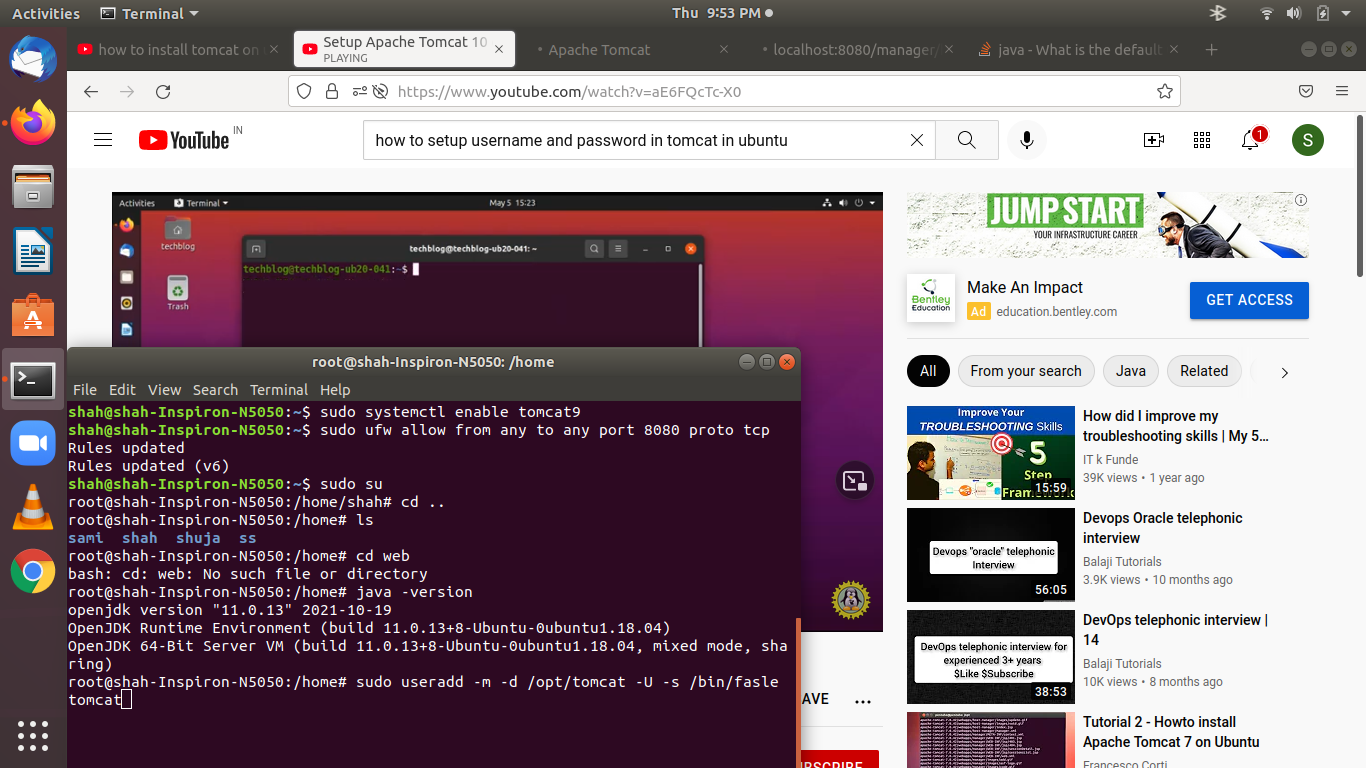 Activities Terminal Thu 9:53 PM
how to install tomcat on
Setup Apache Tomcat 10
PLAYING
Apache Tomcat
localhost:8080/manager/
java - What is the default
https://www.youtube.com/watch?v=aE6FQcTc-X0
YouTube IN
how to setup username and password in tomcat in ubuntu
1
S
Activities Terminal May 5 15:23
techblog
Trash
techblog@techblog-ub20-041: ~
techblog@techblog-ub20-041:~$
JUMP START
YOUR INFRASTRUCTURE CAREER
Bentley
Education
Make An Impact
Ad education.bentley.com
GET ACCESS
All From your search Java Related
root@shah-Inspiron-N5050: /home
File Edit View Search Terminal Help
shah@shah-Inspiron-N5050:~$ sudo systemctl enable tomcat9
shah@shah-Inspiron-N5050:~$ sudo ufw allow from any to any port 8080 proto tcp
Rules updated
Rules updated (v6)
shah@shah-Inspiron-N5050:~$ sudo su
root@shah-Inspiron-N5050:/home/shah# cd ..
root@shah-Inspiron-N5050:/home# ls
sami shah shuja ss
root@shah-Inspiron-N5050:/home# cd web
bash: cd: web: No such file or directory
root@shah-Inspiron-N5050:/home# java -version
openjdk version "11.0.13" 2021-10-19
OpenJDK Runtime Environment (build 11.0.13+8-Ubuntu-0ubuntu1.18.04)
OpenJDK 64-Bit Server VM (build 11.0.13+8-Ubuntu-0ubuntu1.18.04, mixed mode, sha
ring)
root@shah-Inspiron-N5050:/home# sudo useradd -m -d /opt/tomcat -U -s /bin/fasle
tomcat
AVE
SCRIBE
Improve Your
TROUBLESHOOTING Skills
5
Step
Framework
15:59
How did I improve my
troubleshooting skills | My 5...
IT k Funde
39K views • 1 year ago
Devops "oracle" telephonic
Interview
56:05
Devops Oracle telephonic
interview
Balaji Tutorials
3.9K views • 10 months ago
DevOps telephonic interview for
experienced 3+ years
$Like $Subscribe
38:53
DevOps telephonic interview |
14
Balaji Tutorials
10K views • 8 months ago
Tutorial 2 - Howto install
Apache Tomcat 7 on Ubuntu
Francesco Corti